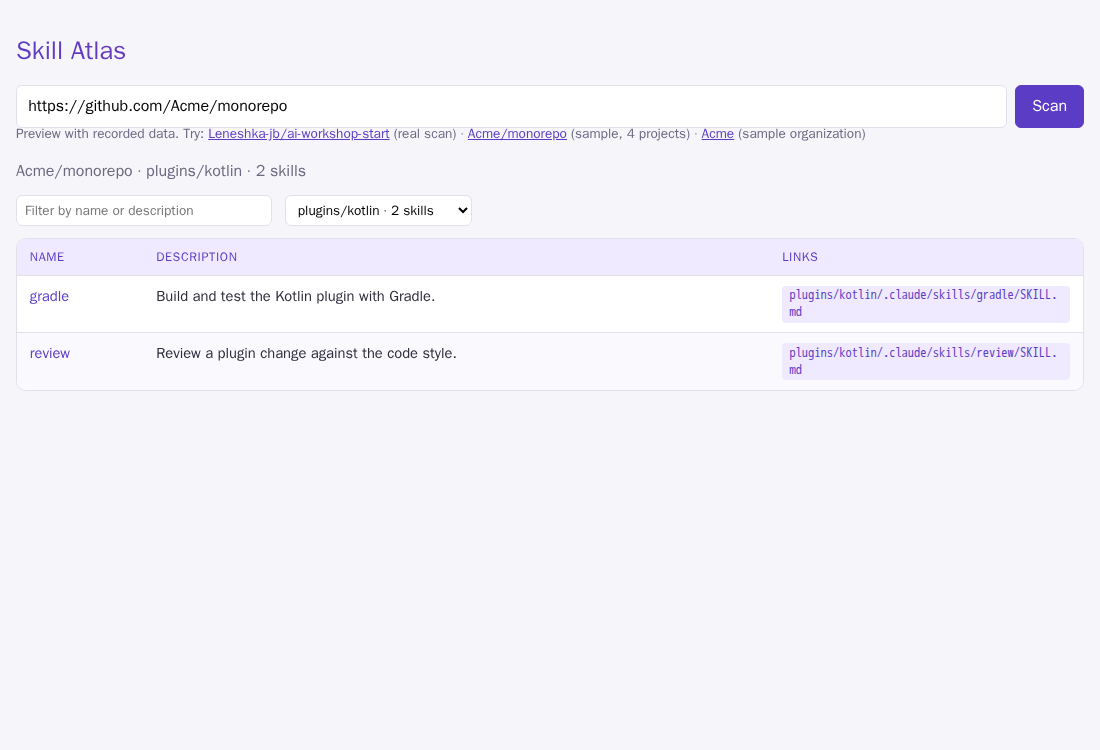 Skill Atlas
https://github.com/Acme/monorepo
Scan
Preview with recorded data. Try: Leneshka-jb/ai-workshop-start (real scan) · Acme/monorepo (sample, 4 projects) · Acme (sample organization)
Acme/monorepo · plugins/kotlin · 2 skills
Filter by name or description
plugins/kotlin · 2 skills
NAME DESCRIPTION LINKS
gradle Build and test the Kotlin plugin with Gradle. plugins/kotlin/.claude/skills/gradle/SKILL.
md
review Review a plugin change against the code style. plugins/kotlin/.claude/skills/review/SKILL.
md